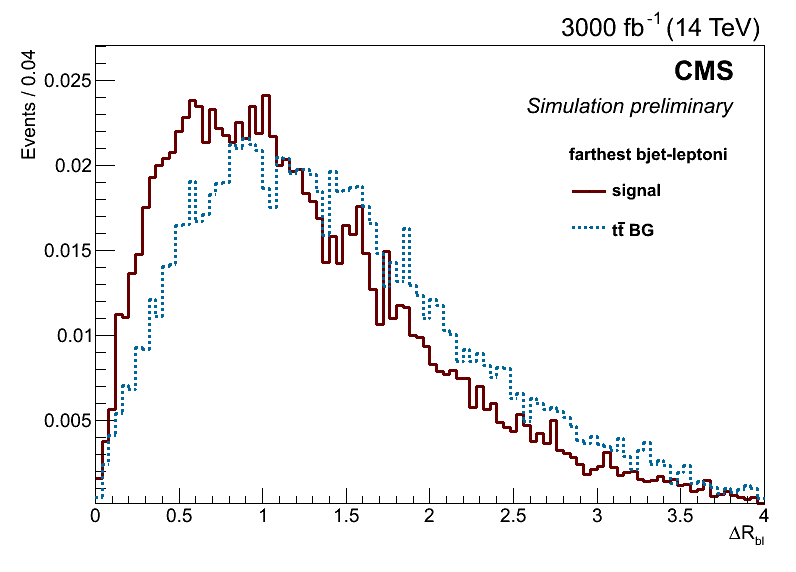 3000 fb-1 (14 TeV)
Events / 0.04
CMS
Simulation preliminary
farthest bjet-leptoni
signal
tt̄ BG
0.025
0.02
0.015
0.01
0.005
0 0.5 1 1.5 2 2.5 3 3.5 4
ΔRbl